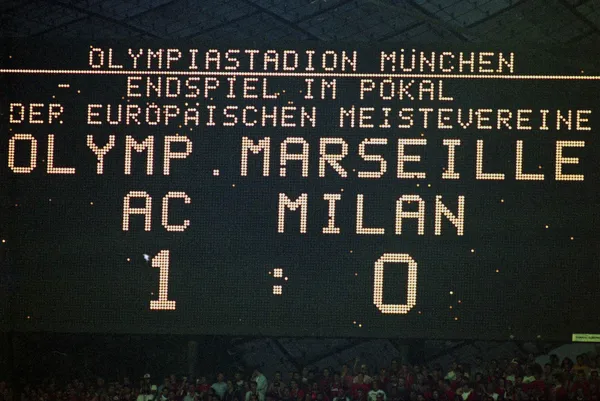 OLYMPIASTADION MÜNCHEN
ENDSPIEL IM POKAL
DER EUROPÄISCHEN MEISTEVEREINE
OLYMP. MARSEILLE
AC MILAN
1 : 0